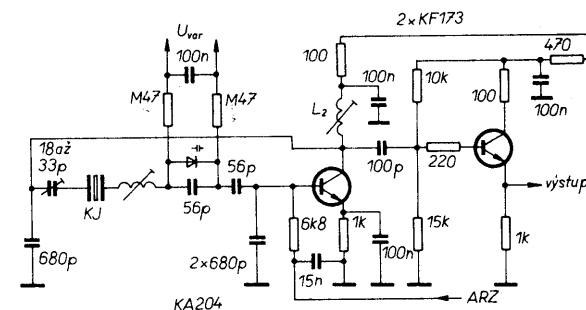 2×KF173
U var
100n
M47
M47
100
100n
L2
10k
470
100
100n
18až
33p
KJ
56p
56p
100p
220
výstup
680p
2×680p
6k8
1k
15n
100n
15k
1k
ARZ
KA204